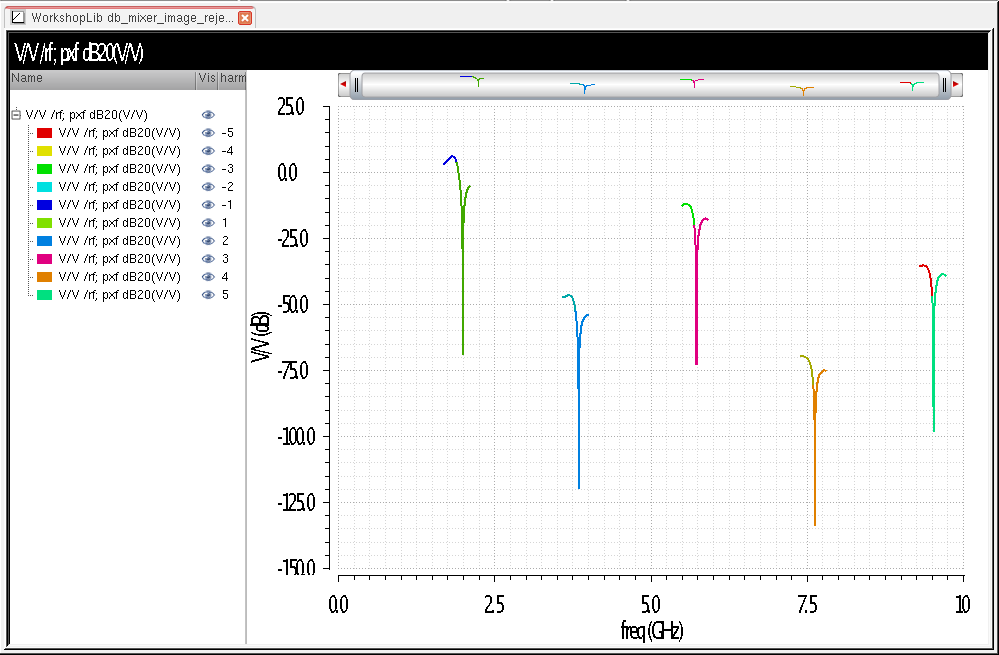 WorkshopLib db_mixer_image_reje...
V/V /rf; pxf dB20(V/V)
Name Vis harm
V/V /rf; pxf dB20(V/V)
V/V /rf; pxf dB20(V/V) -5
V/V /rf; pxf dB20(V/V) -4
V/V /rf; pxf dB20(V/V) -3
V/V /rf; pxf dB20(V/V) -2
V/V /rf; pxf dB20(V/V) -1
V/V /rf; pxf dB20(V/V) 1
V/V /rf; pxf dB20(V/V) 2
V/V /rf; pxf dB20(V/V) 3
V/V /rf; pxf dB20(V/V) 4
V/V /rf; pxf dB20(V/V) 5
V/V (dB)
25.0
0.0
-25.0
-50.0
-75.0
-100.0
-125.0
-150.0
0.0 2.5 5.0 7.5 10
freq (GHz)